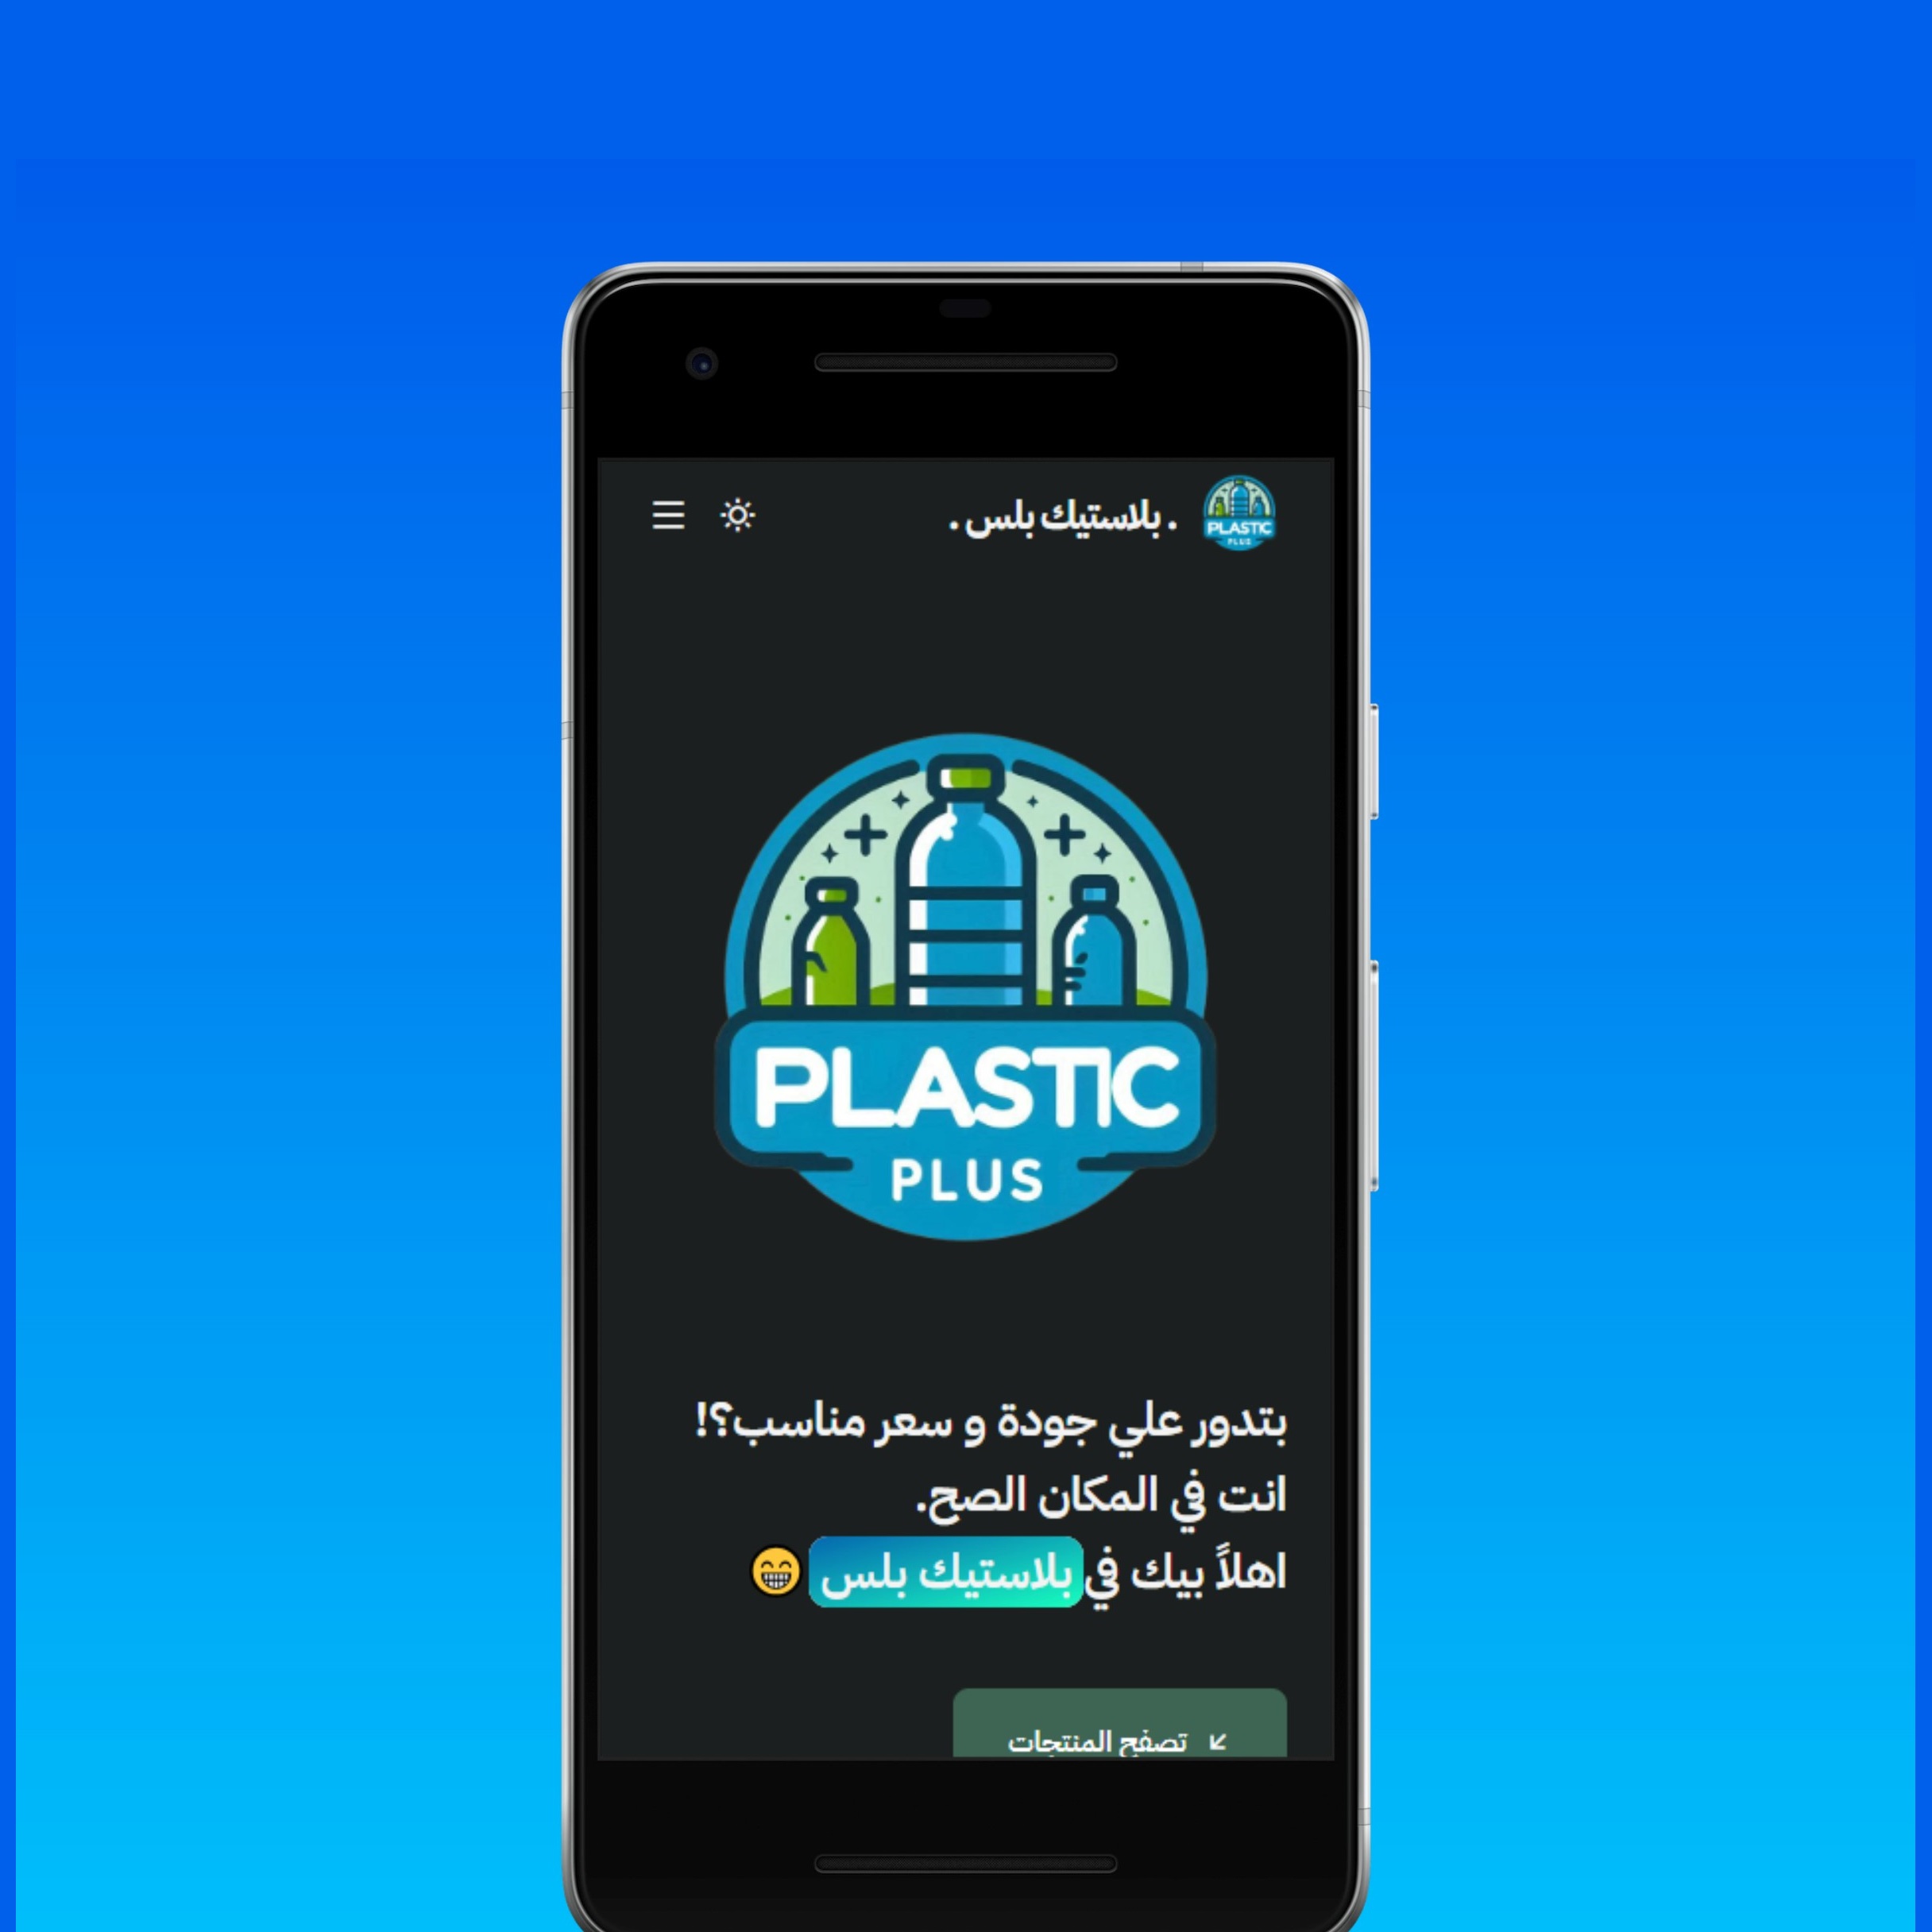 . بلاستيك بلس .
PLASTIC
PLUS
PLASTIC
PLUS
بتدور علي جودة و سعر مناسب؟!
انت في المكان الصح.
اهلاً بيك في بلاستيك بلس 😁
تصفح المنتجات